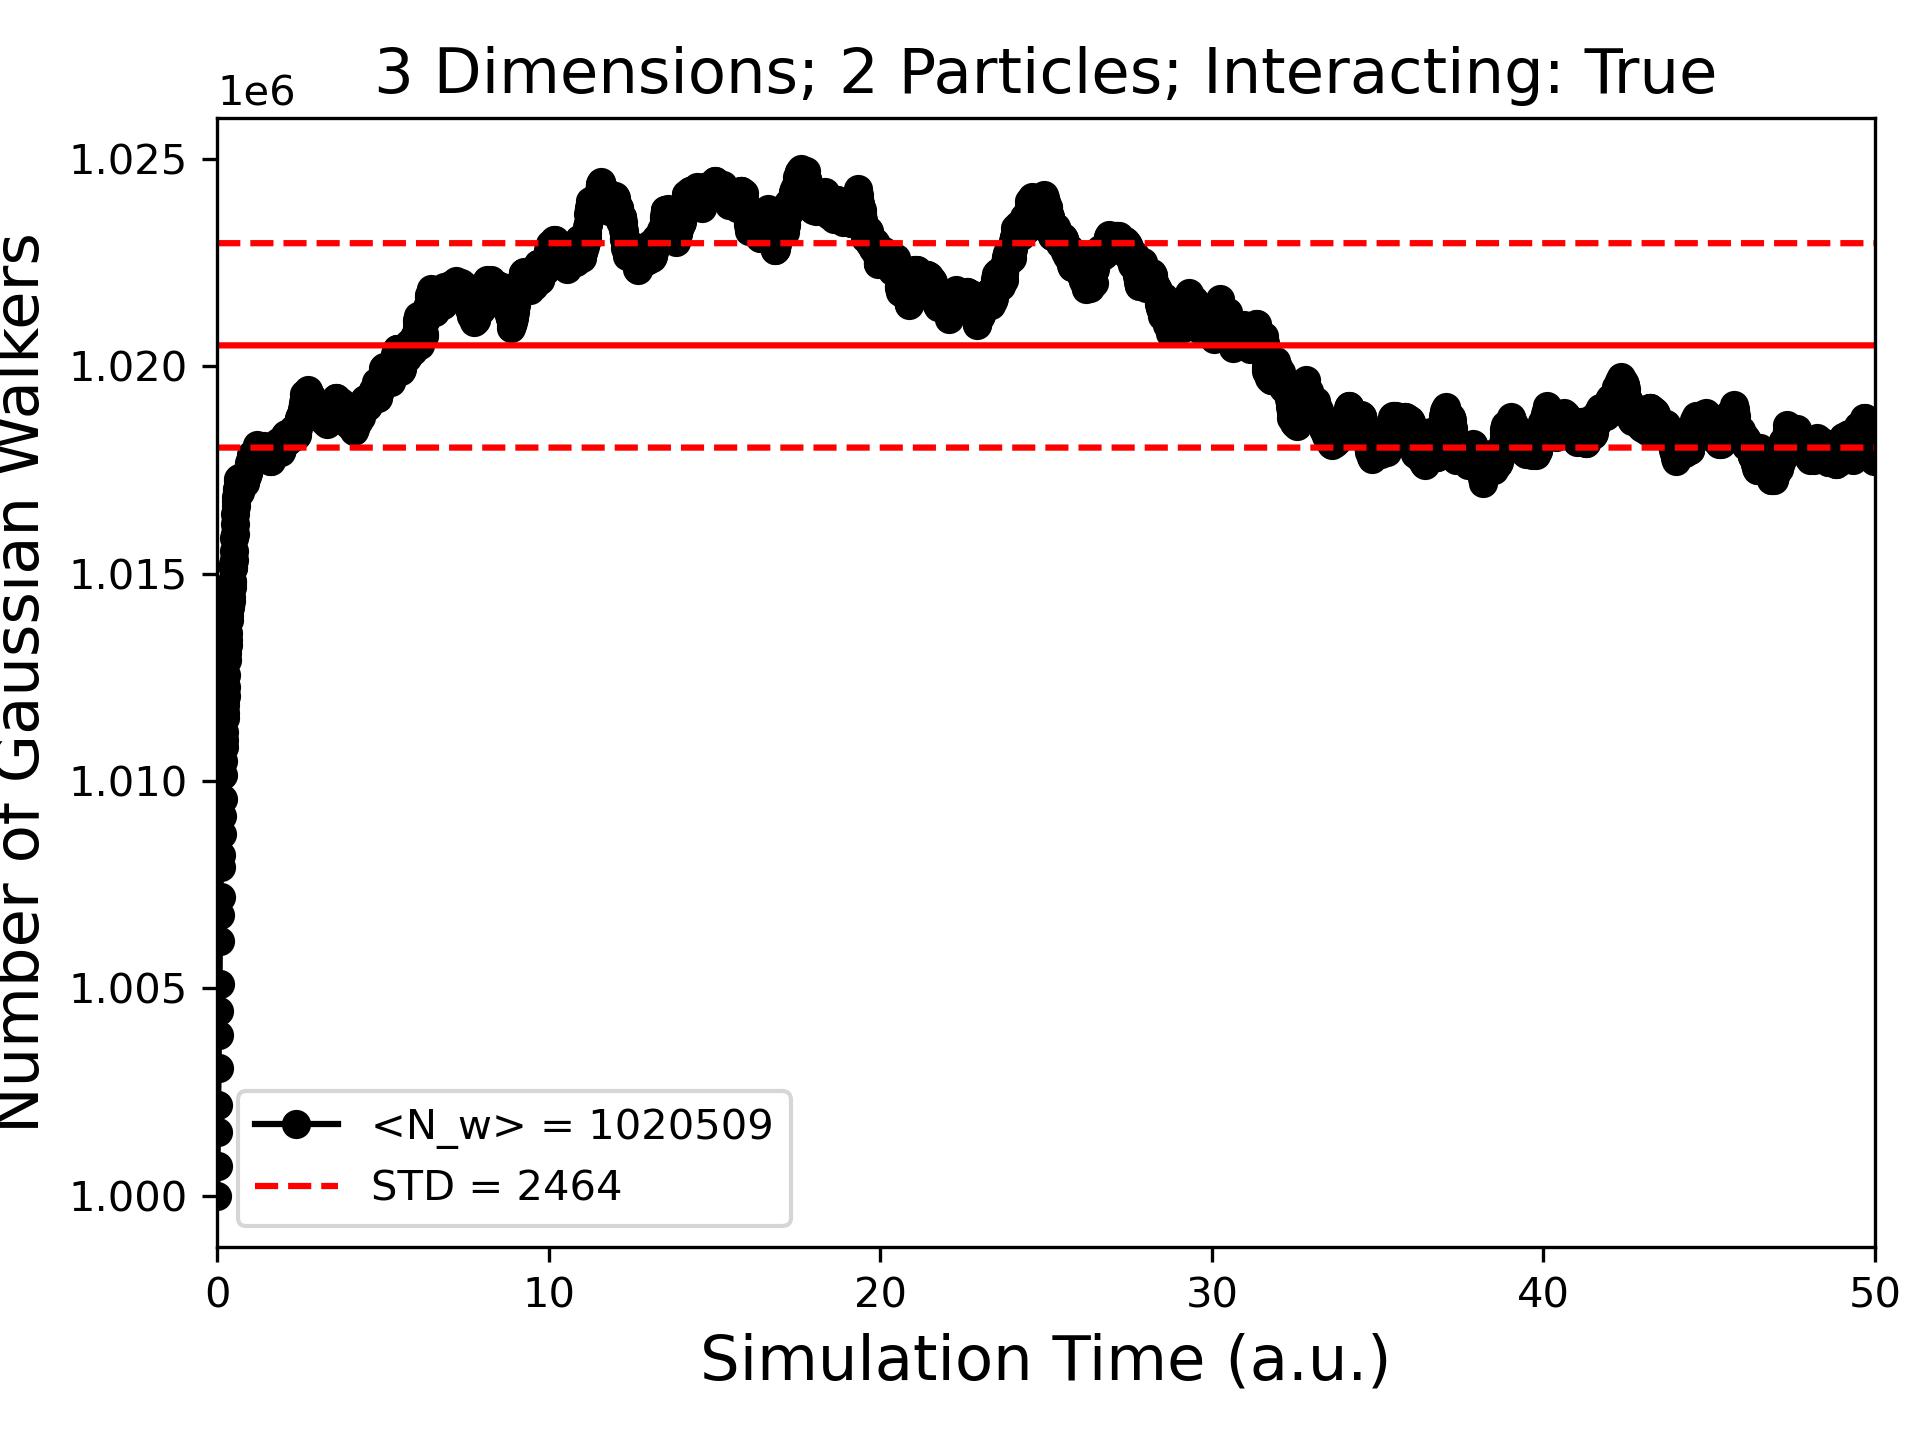 3 Dimensions; 2 Particles; Interacting: True
1e6
1.025
1.020
1.015
1.010
1.005
1.000
Number of Gaussian Walkers
<N_w> = 1020509
STD = 2464
0 10 20 30 40 50
Simulation Time (a.u.)